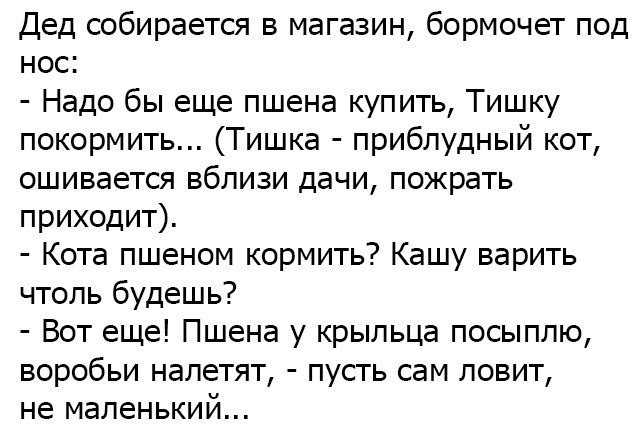 Дед собирается в магазин, бормочет под
нос:
- Надо бы еще пшена купить, Тишку
покормить... (Тишка - приблудный кот,
ошивается вблизи дачи, пожрать
приходит).
- Кота пшеном кормить? Кашу варить
чтоль будешь?
- Вот еще! Пшена у крыльца посыплю,
воробьи налетят, - пусть сам ловит,
не маленький...